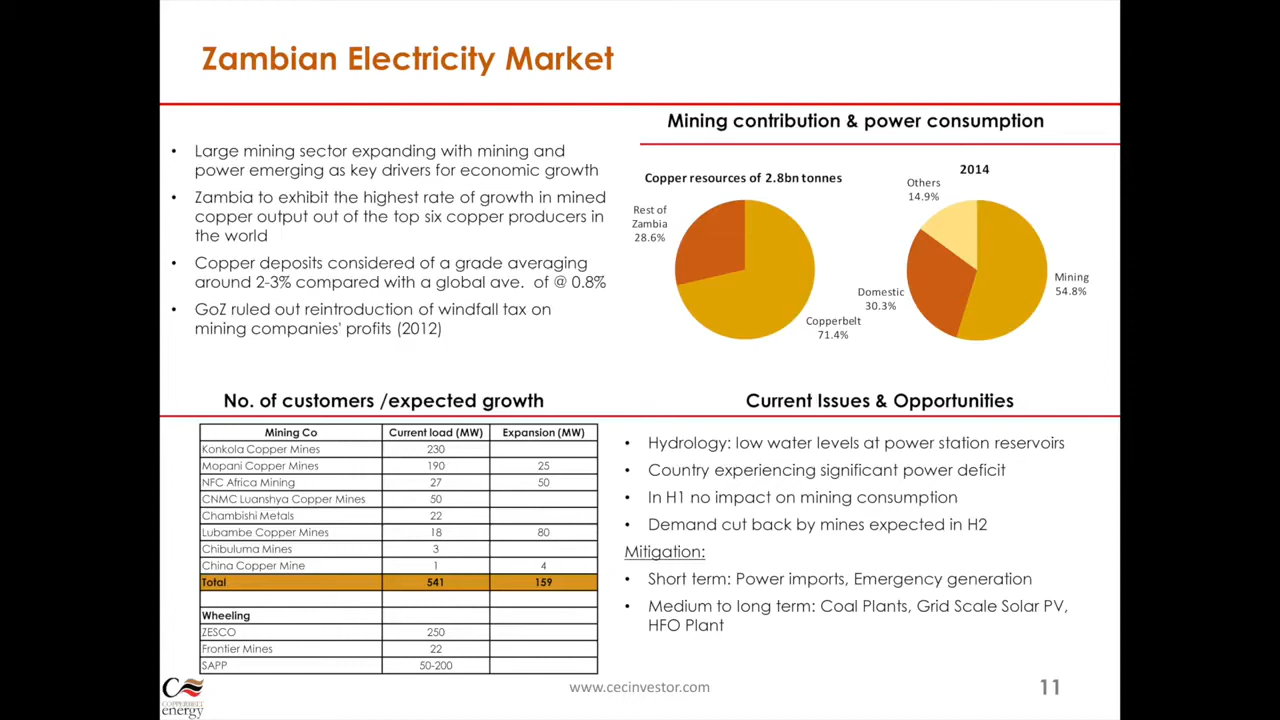 Zambian Electricity Market
• Large mining sector expanding with mining and
power emerging as key drivers for economic growth
• Zambia to exhibit the highest rate of growth in mined
copper output out of the top six copper producers in
the world
• Copper deposits considered of a grade averaging
around 2-3% compared with a global ave. of @ 0.8%
• GoZ ruled out reintroduction of windfall tax on
mining companies' profits (2012)
Mining contribution & power consumption
Copper resources of 2.8bn tonnes
Rest of
Zambia
28.6%
Copperbelt
71.4%
2014
Others
14.9%
Domestic
30.3%
Mining
54.8%
No. of customers /expected growth
Mining Co Current load (MW) Expansion (MW)
Konkola Copper Mines 230
Mopani Copper Mines 190 25
NFC Africa Mining 27 50
CNMC Luanshya Copper Mines 50
Chambishi Metals 22
Lubambe Copper Mines 18 80
Chibuluma Mines 3
China Copper Mine 1 4
Total 541 159
Wheeling
ZESCO 250
Frontier Mines 22
SAPP 50-200
Current Issues & Opportunities
• Hydrology: low water levels at power station reservoirs
• Country experiencing significant power deficit
• In H1 no impact on mining consumption
• Demand cut back by mines expected in H2
Mitigation:
• Short term: Power imports, Emergency generation
• Medium to long term: Coal Plants, Grid Scale Solar PV,
HFO Plant
COPPERBELT
energy
www.cecinvestor.com
11